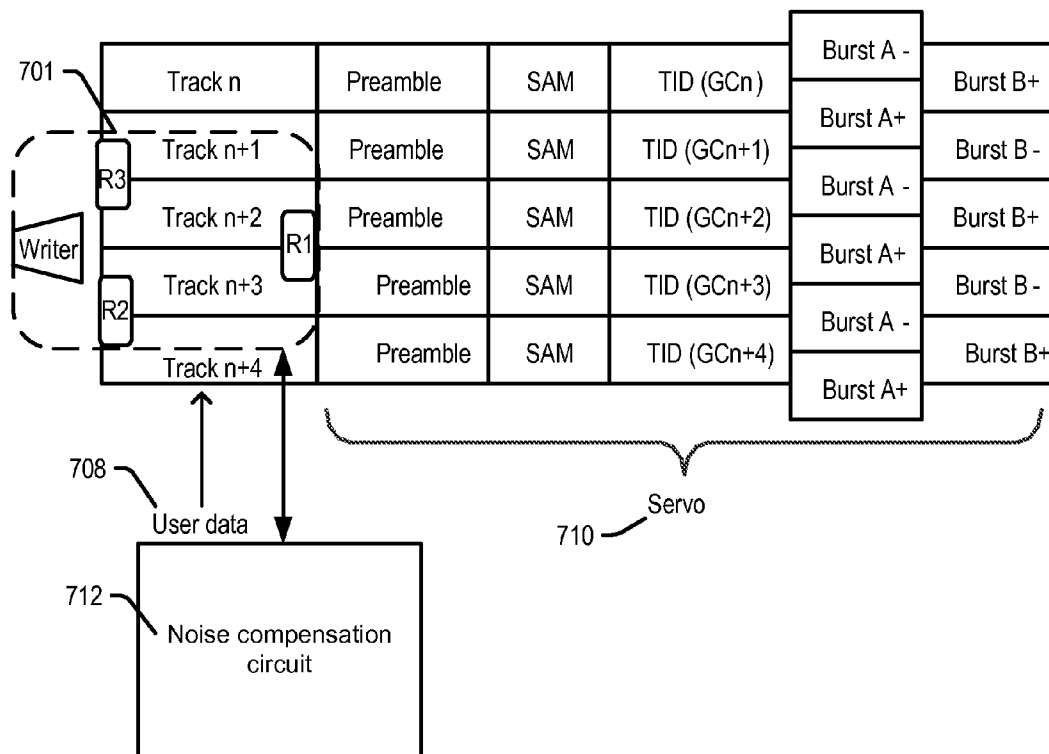 Burst A -
Track n Preamble SAM TID (GCn) Burst B+
701
Burst A+
Track n+1 Preamble SAM TID (GCn+1) Burst B -
R3
Burst A -
Track n+2 Preamble SAM TID (GCn+2) Burst B+
Writer R1
Burst A+
Track n+3 Preamble SAM TID (GCn+3) Burst B -
R2
Burst A -
Track n+4 Preamble SAM TID (GCn+4) Burst B+
Burst A+
708
User data
Servo
710
712
Noise compensation
circuit